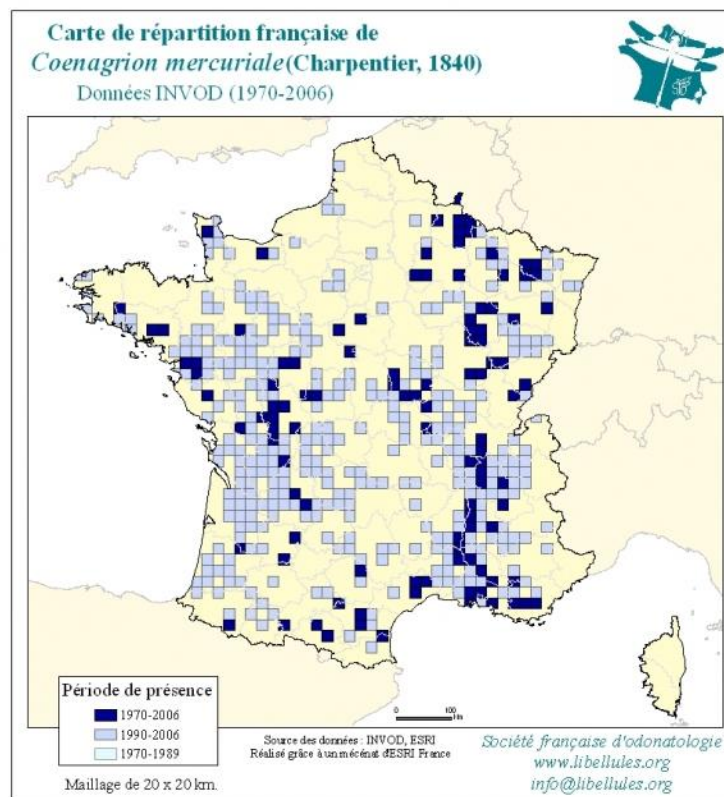 Carte de répartition française de
Coenagrion mercuriale (Charpentier, 1840)
Données INVOD (1970-2006)
Période de présence
1970-2006
1990-2006
1970-1989
Maillage de 20 x 20 km.
0 100
km
Source des données : INVOD, ESRI
Réalisé grâce à un mécénat d'ESRI France
Société française d'odonatologie
www.libellules.org
info@libellules.org